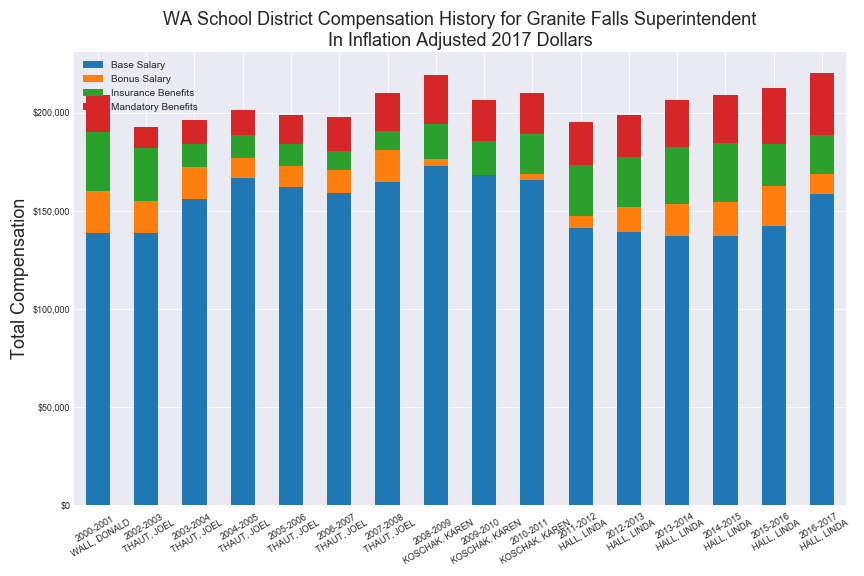 WA School District Compensation History for Granite Falls Superintendent
In Inflation Adjusted 2017 Dollars
Base Salary
Bonus Salary
Insurance Benefits
Mandatory Benefits
Total Compensation
$200,000
$150,000
$100,000
$50,000
$0
2000-2001
WALL, DONALD
2002-2003
THAUT, JOEL
2003-2004
THAUT, JOEL
2004-2005
THAUT, JOEL
2005-2006
THAUT, JOEL
2006-2007
THAUT, JOEL
2007-2008
THAUT, JOEL
2008-2009
KOSCHAK, KAREN
2009-2010
KOSCHAK, KAREN
2010-2011
KOSCHAK, KAREN
2011-2012
HALL, LINDA
2012-2013
HALL, LINDA
2013-2014
HALL, LINDA
2014-2015
HALL, LINDA
2015-2016
HALL, LINDA
2016-2017
HALL, LINDA